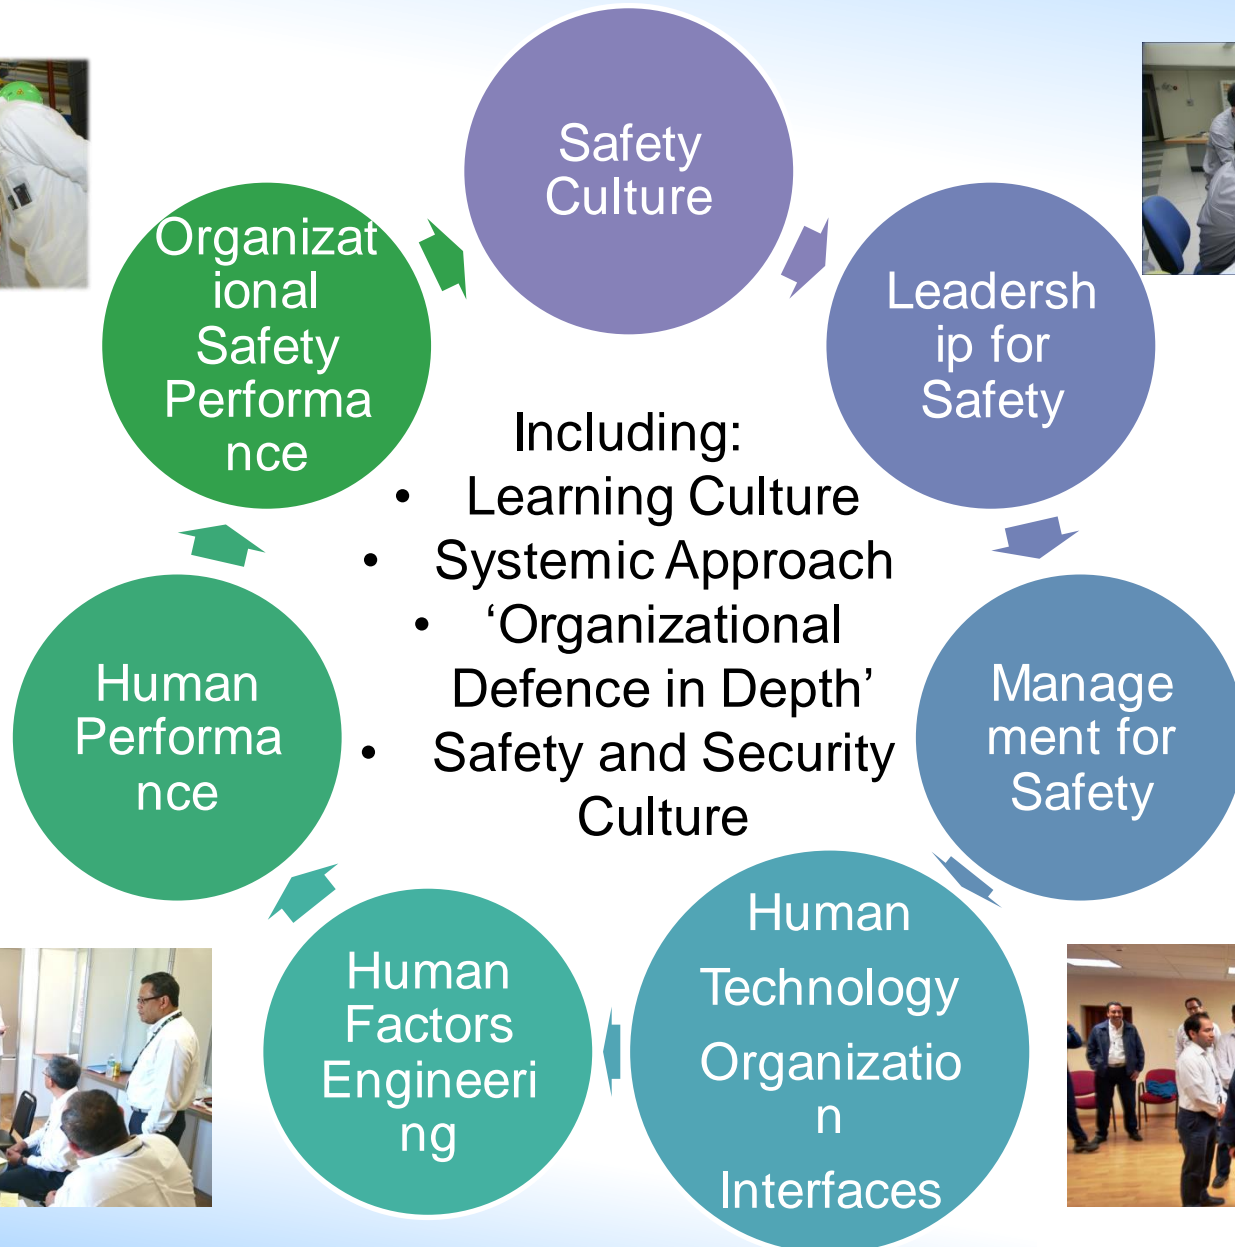 Safety
Culture
Leadersh
ip for
Safety
Manage
ment for
Safety
Human
Technology
Organizatio
n
Interfaces
Human
Factors
Engineeri
ng
Human
Performa
nce
Organizat
ional
Safety
Performa
nce
Including:
• Learning Culture
• Systemic Approach
• ‘Organizational
Defence in Depth’
• Safety and Security
Culture